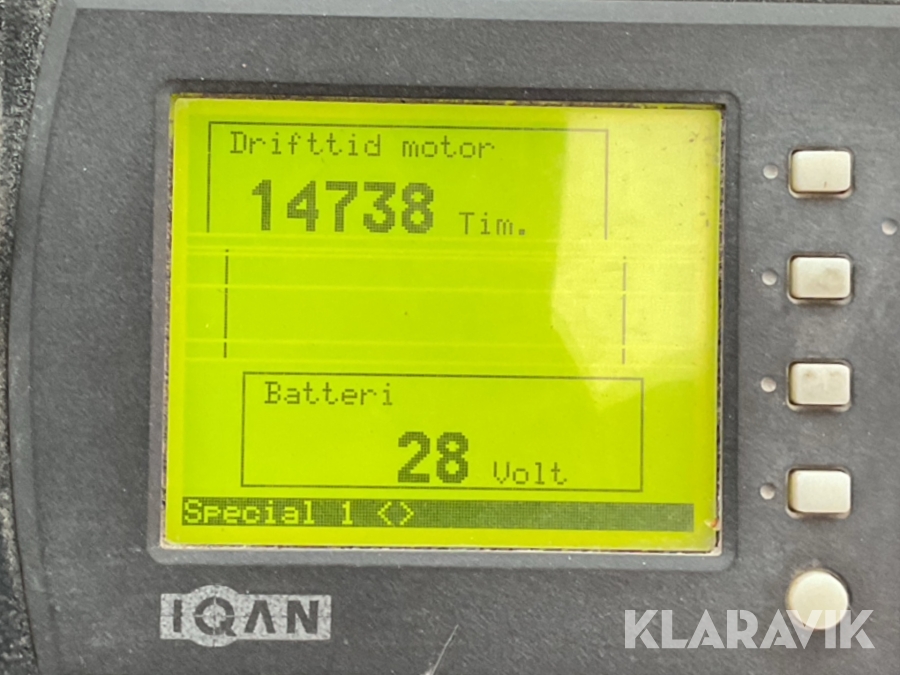 Drifttid motor
14738 Tim.
Batteri
28 Volt
Special 1 <>
IQAN
KLARAVIK